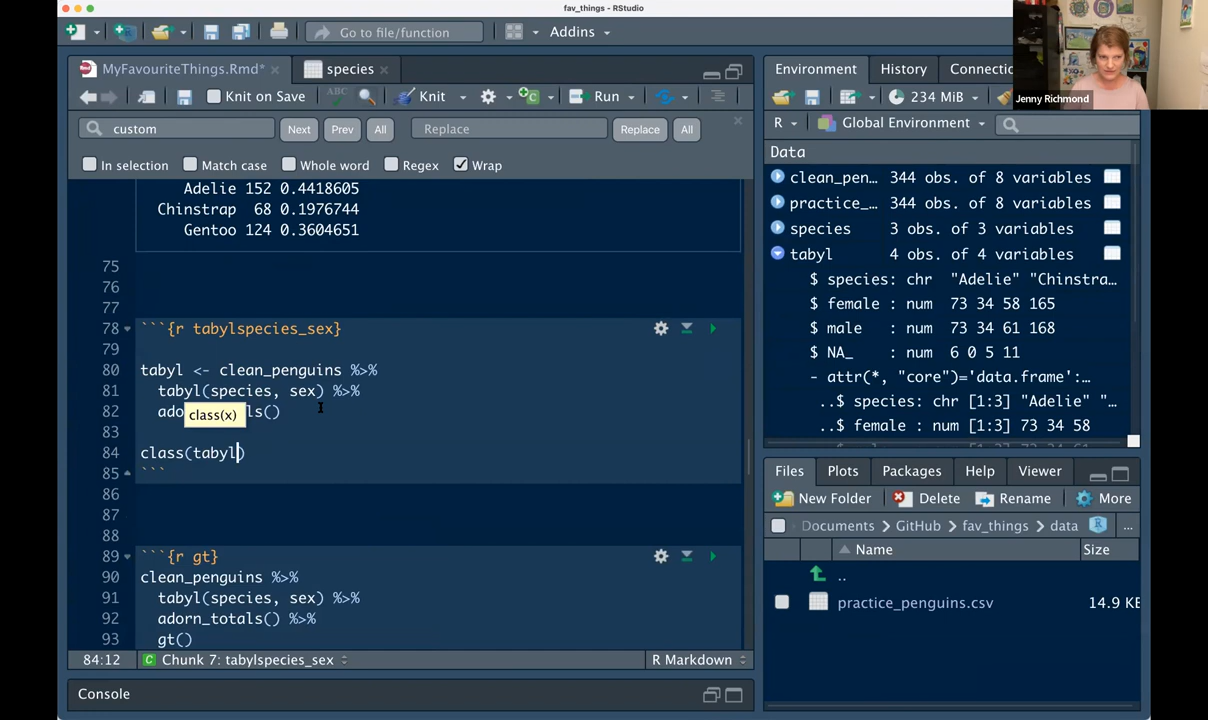 fav_things - RStudio
Go to file/function
Addins
MyFavouriteThings.Rmd*
species
Knit on Save
ABC
Knit
Run
custom
Next
Prev
All
Replace
Replace
All
In selection
Match case
Whole word
Regex
Wrap
Adelie 152 0.4418605
Chinstrap 68 0.1976744
Gentoo 124 0.3604651
75
76
77
78 ```{r tabylspecies_sex}
79
80 tabyl <- clean_penguins %>%
81 tabyl(species, sex) %>%
82 ado ls()
class(x)
83
84 class(tabyl)
85 ```
86
87
88
89 ```{r gt}
90 clean_penguins %>%
91 tabyl(species, sex) %>%
92 adorn_totals() %>%
93 gt()
84:12
Chunk 7: tabylspecies_sex
R Markdown
Console
Environment
History
Connectio
Jenny Richmond
234 MiB
R
Global Environment
Data
clean_pen… 344 obs. of 8 variables
practice_… 344 obs. of 8 variables
species 3 obs. of 3 variables
tabyl 4 obs. of 4 variables
$ species: chr "Adelie" "Chinstra…
$ female : num 73 34 58 165
$ male : num 73 34 61 168
$ NA_ : num 6 0 5 11
- attr(*, "core")='data.frame':…
..$ species: chr [1:3] "Adelie" "…
..$ female : num [1:3] 73 34 58
Files
Plots
Packages
Help
Viewer
New Folder
Delete
Rename
More
Documents > GitHub > fav_things > data
...
Name
Size
..
practice_penguins.csv
14.9 KE